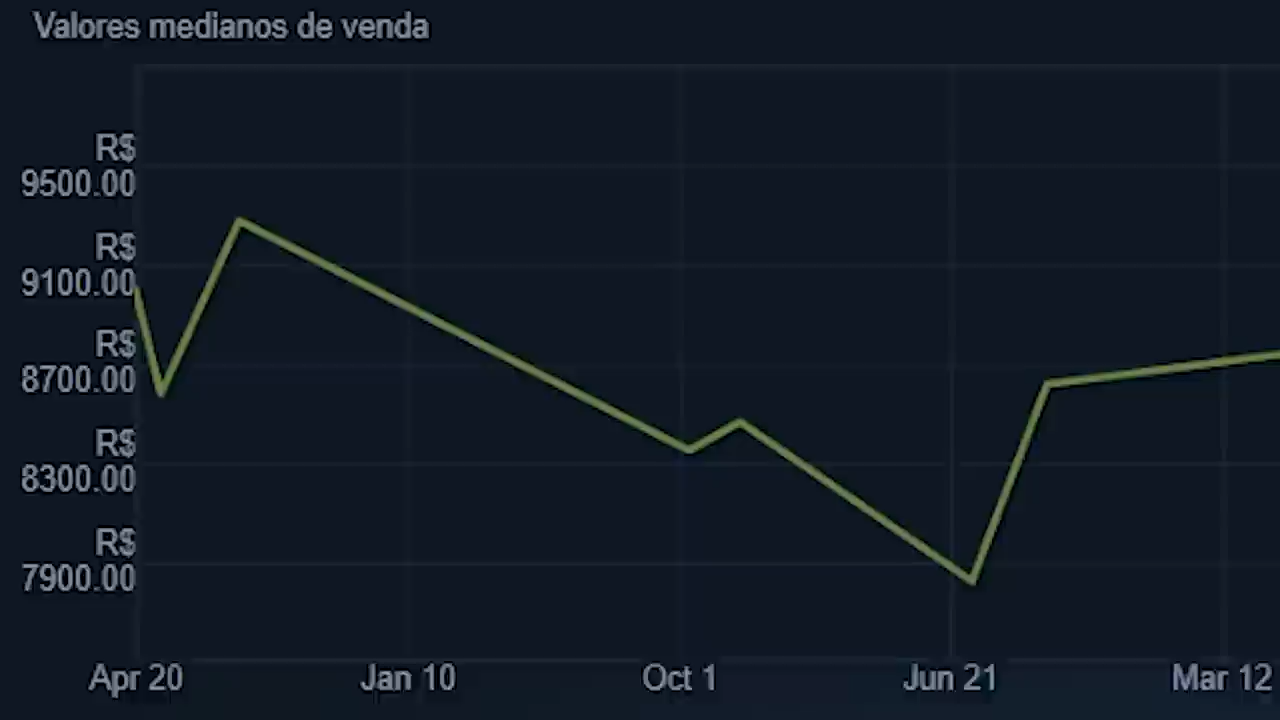 Valores medianos de venda
R$
9500.00
R$
9100.00
R$
8700.00
R$
8300.00
R$
7900.00
Apr 20 Jan 10 Oct 1 Jun 21 Mar 12